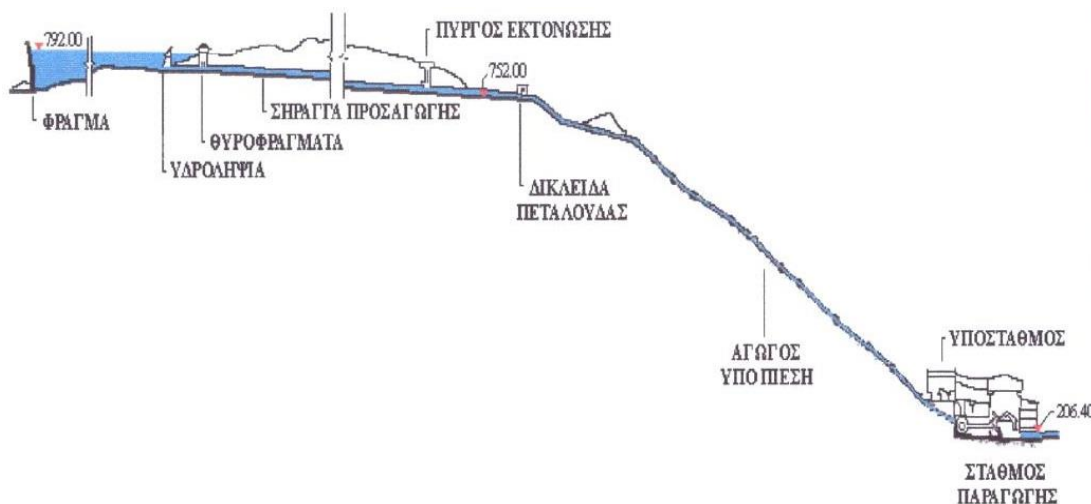 ΠΥΡΓΟΣ ΕΚΤΟΝΩΣΗΣ
792.00
752.00
ΦΡΑΓΜΑ
ΣΗΡΑΓΓΑ ΠΡΟΣΑΓΩΓΗΣ
ΘΥΡΟΦΡΑΓΜΑΤΑ
ΥΔΡΟΛΗΨΙΑ
ΔΙΚΛΕΙΔΑ
ΠΕΤΑΛΟΥΔΑΣ
ΑΓΩΓΟΣ
ΥΠΟ ΠΙΕΣΗ
ΥΠΟΣΤΑΘΜΟΣ
206.40
ΣΤΑΘΜΟΣ
ΠΑΡΑΓΩΓΗΣ